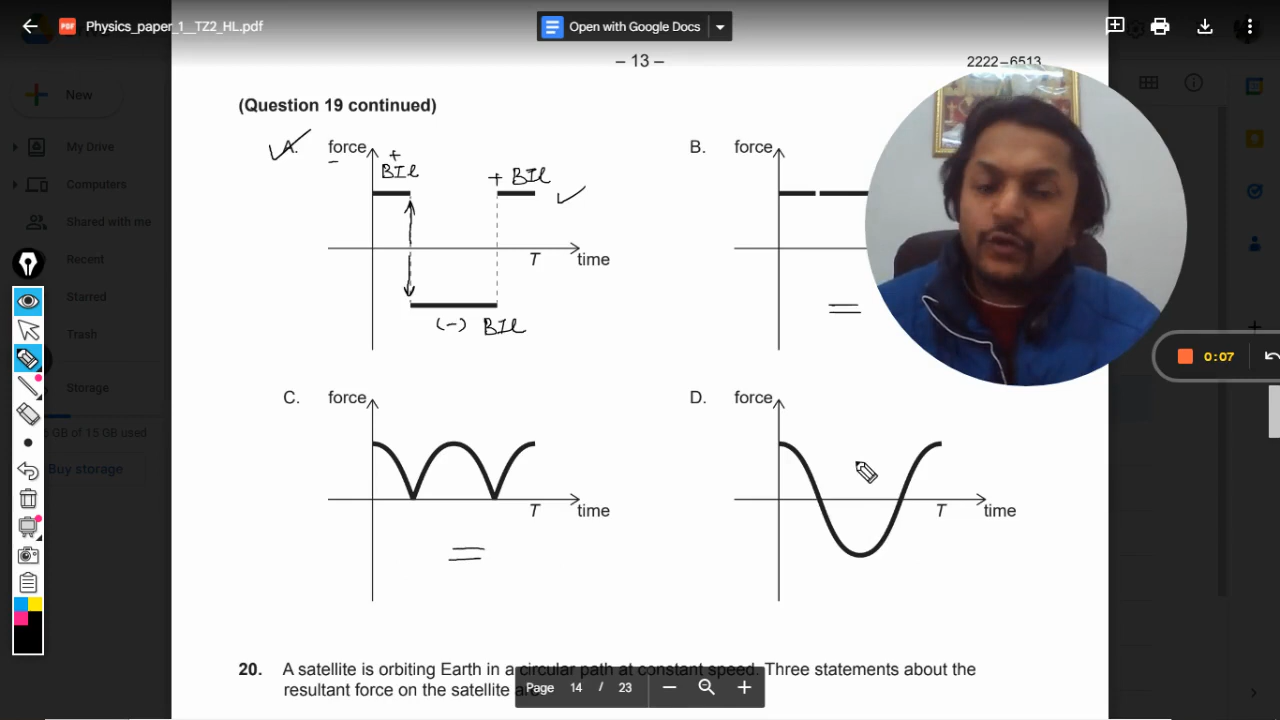 Physics_paper_1__TZ2_HL.pdf
Open with Google Docs
– 13 –
2222–6513
New
My Drive
Computers
Shared with me
Recent
Starred
Trash
Storage
GB of 15 GB used
Buy storage
(Question 19 continued)
A.
force
+
BIl
+ BIl
T
time
(-) BIl
B.
force
C.
force
T
time
D.
force
T
time
0:07
20. A satellite is orbiting Earth in a circular path at constant speed. Three statements about the
resultant force on the satellite
Page 14 / 23